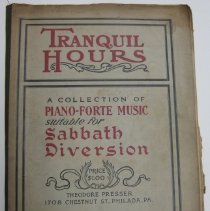 TRANQUIL
HOURS
A COLLECTION OF
PIANO-FORTE MUSIC
suitable for
Sabbath
Diversion
PRICE
$1.00
THEODORE PRESSER
1708 CHESTNUT ST. PHILADA. PA.